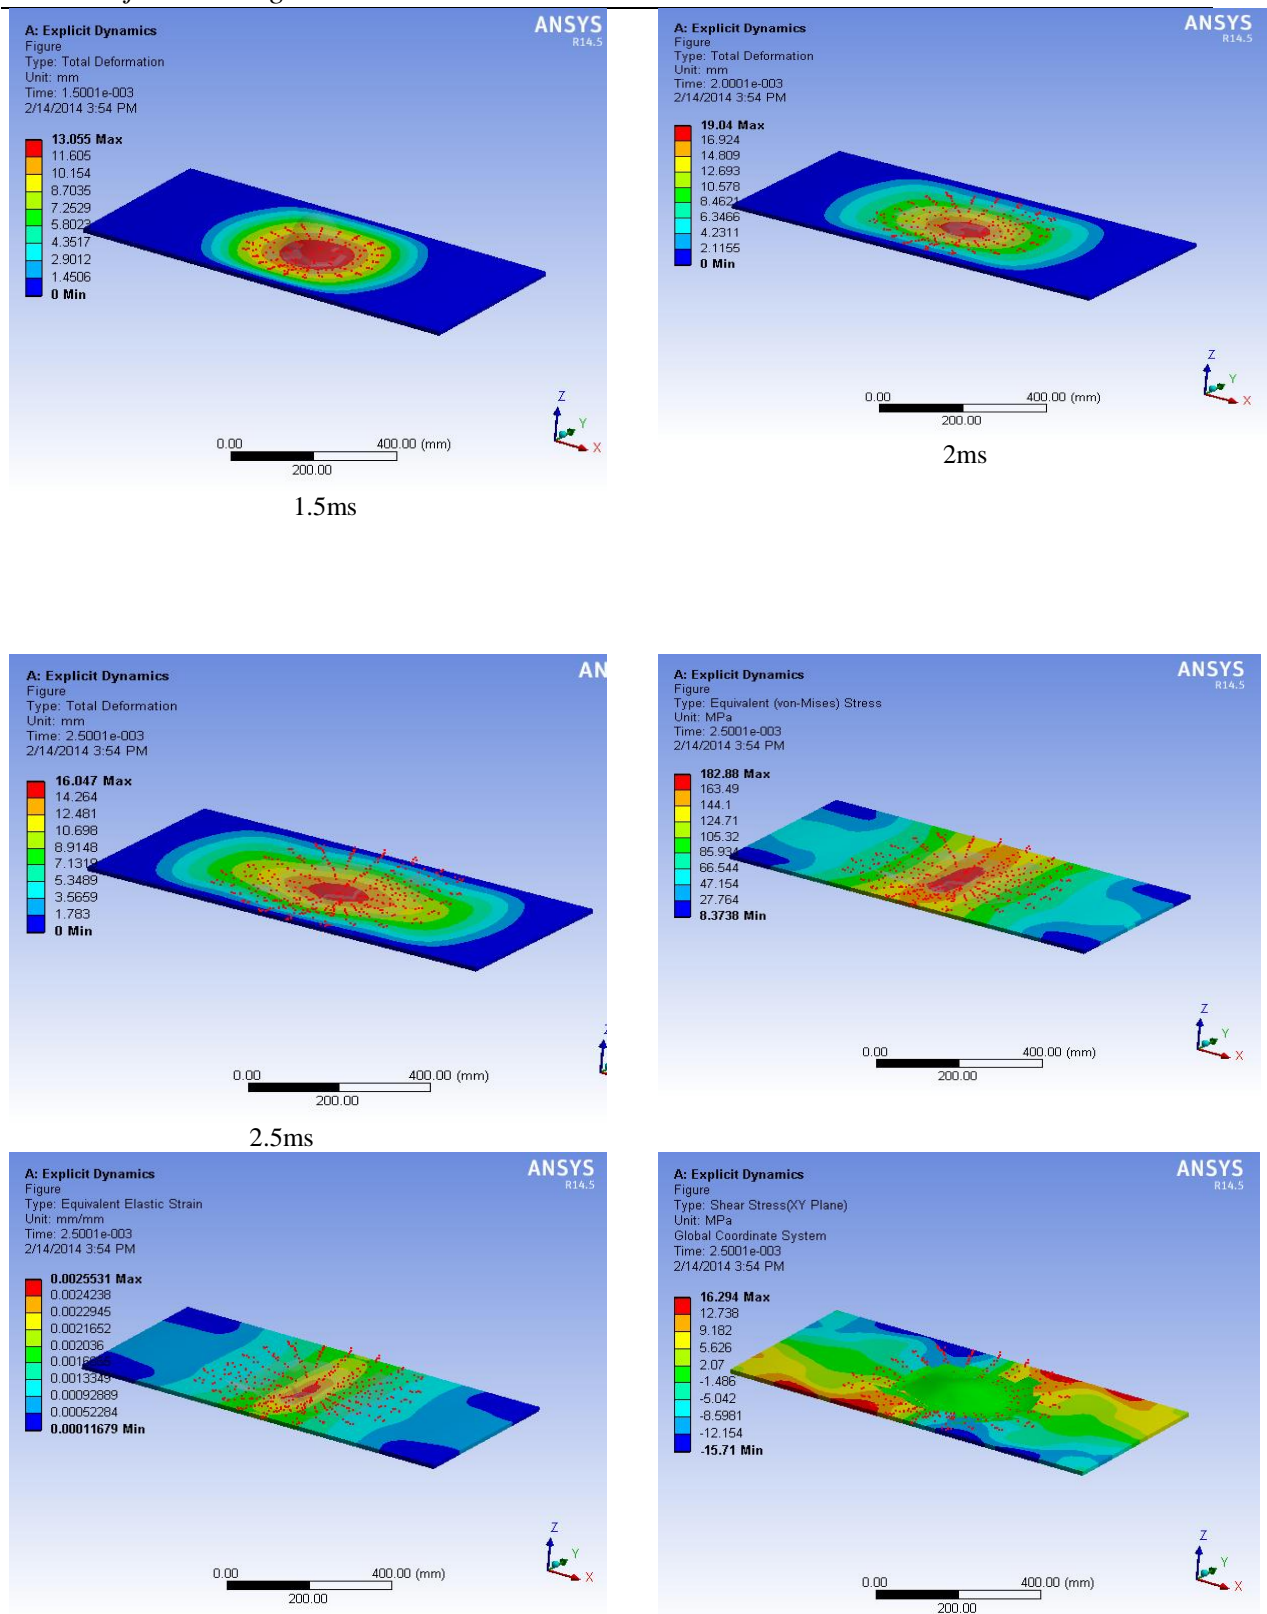 A: Explicit Dynamics
Figure
Type: Total Deformation
Unit: mm
Time: 1.5001e-003
2/14/2014 3:54 PM
ANSYS
R14.5
13.055 Max
11.605
10.154
8.7035
7.2529
5.8023
4.3517
2.9012
1.4506
0 Min
Z
Y
X
0.00
400.00 (mm)
200.00
1.5ms
A: Explicit Dynamics
Figure
Type: Total Deformation
Unit: mm
Time: 2.0001e-003
2/14/2014 3:54 PM
ANSYS
R14.5
19.04 Max
16.924
14.809
12.693
10.578
8.4621
6.3466
4.2311
2.1155
0 Min
Z
Y
X
0.00
400.00 (mm)
200.00
2ms
A: Explicit Dynamics
Figure
Type: Total Deformation
Unit: mm
Time: 2.5001e-003
2/14/2014 3:54 PM
AN
16.047 Max
14.264
12.481
10.698
8.9148
7.1319
5.3489
3.5659
1.783
0 Min
0.00
400.00 (mm)
200.00
2.5ms
A: Explicit Dynamics
Figure
Type: Equivalent (von-Mises) Stress
Unit: MPa
Time: 2.5001e-003
2/14/2014 3:54 PM
ANSYS
R14.5
182.88 Max
163.49
144.1
124.71
105.32
85.934
66.544
47.154
27.764
8.3738 Min
Z
Y
X
0.00
400.00 (mm)
200.00
A: Explicit Dynamics
Figure
Type: Equivalent Elastic Strain
Unit: mm/mm
Time: 2.5001e-003
2/14/2014 3:54 PM
ANSYS
R14.5
0.0025531 Max
0.0024238
0.0022945
0.0021652
0.002036
0.0013349
0.00092889
0.00052284
0.00011679 Min
Z
Y
X
0.00
400.00 (mm)
200.00
A: Explicit Dynamics
Figure
Type: Shear Stress(XY Plane)
Unit: MPa
Global Coordinate System
Time: 2.5001e-003
2/14/2014 3:54 PM
ANSYS
R14.5
16.294 Max
12.738
9.182
5.626
2.07
-1.486
-5.042
-8.5981
-12.154
-15.71 Min
Z
Y
X
0.00
400.00 (mm)
200.00